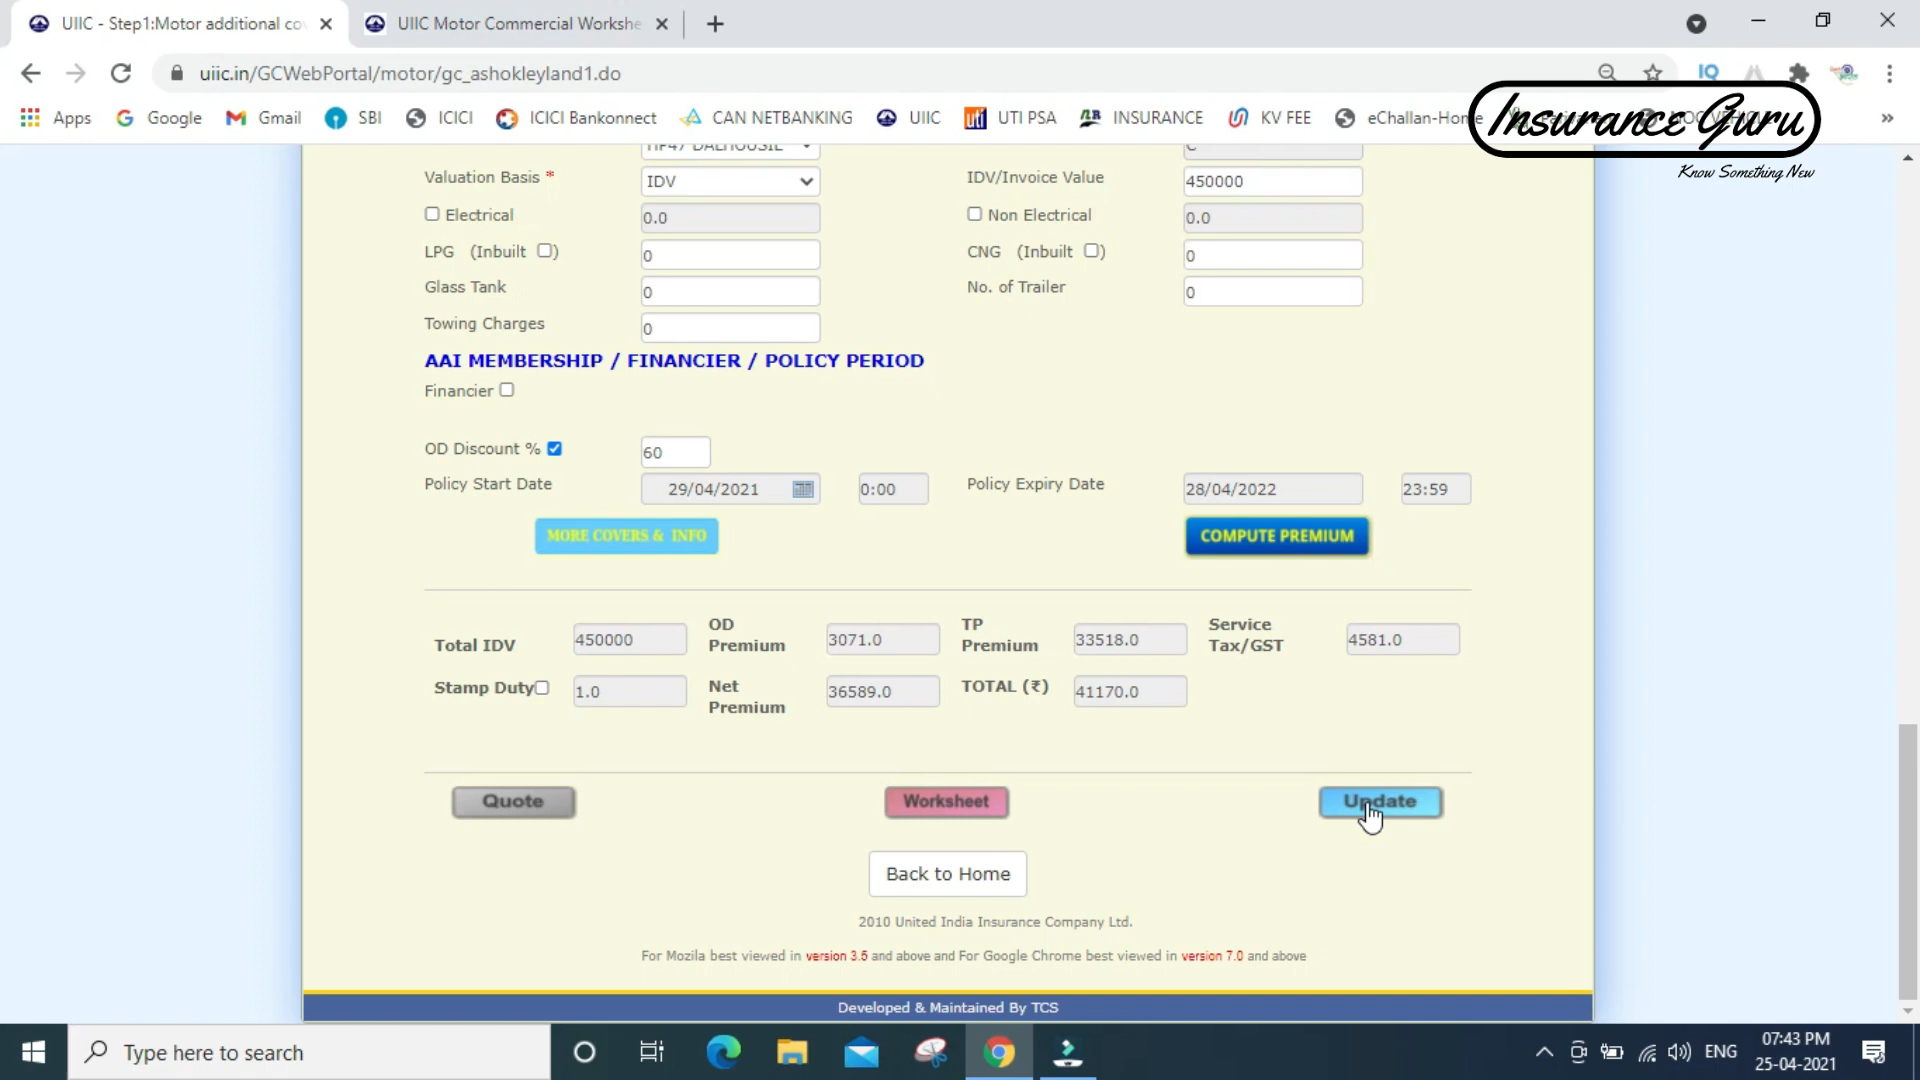 UIIC - Step1:Motor additional co
UIIC Motor Commercial Workshe
uiic.in/GCWebPortal/motor/gc_ashokleyland1.do
IQ
Apps Google Gmail SBI ICICI ICICI Bankonnect CAN NETBANKING UIIC UTI PSA INSURANCE KV FEE eChallan-Home
uti
Insurance Guru
Know Something New
HP47 DALHOUSIE
C
Valuation Basis * IDV IDV/Invoice Value 450000
Electrical 0.0 Non Electrical 0.0
LPG (Inbuilt ) 0 CNG (Inbuilt ) 0
Glass Tank 0 No. of Trailer 0
Towing Charges 0
AAI MEMBERSHIP / FINANCIER / POLICY PERIOD
Financier
OD Discount % 60
Policy Start Date 29/04/2021 0:00 Policy Expiry Date 28/04/2022 23:59
MORE COVERS & INFO COMPUTE PREMIUM
Total IDV 450000 OD Premium 3071.0 TP Premium 33518.0 Service Tax/GST 4581.0
Stamp Duty 1.0 Net Premium 36589.0 TOTAL (₹) 41170.0
Quote Worksheet Update
Back to Home
2010 United India Insurance Company Ltd.
For Mozila best viewed in version 3.5 and above and For Google Chrome best viewed in version 7.0 and above
Developed & Maintained By TCS
Type here to search
ENG
07:43 PM
25-04-2021